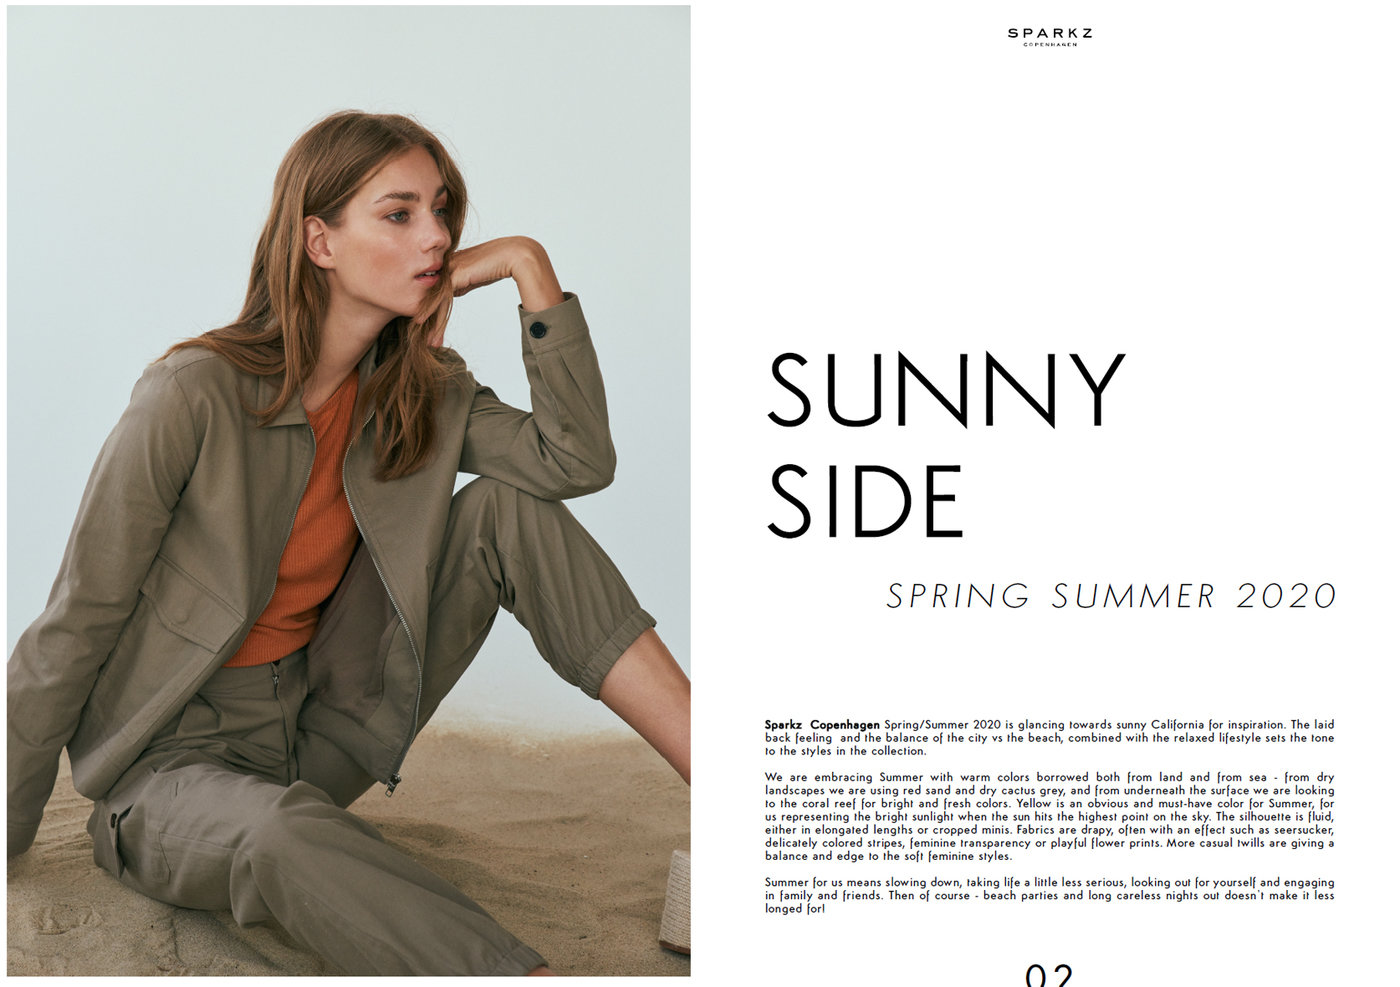 SPARKZ
COPENHAGEN
SUNNY
SIDE
SPRING SUMMER 2020
Sparkz Copenhagen Spring/Summer 2020 is glancing towards sunny California for inspiration. The laid
back feeling and the balance of the city vs the beach, combined with the relaxed lifestyle sets the tone
to the styles in the collection.
We are embracing Summer with warm colors borrowed both from land and from sea - from dry
landscapes we are using red sand and dry cactus grey, and from underneath the surface we are looking
to the coral reef for bright and fresh colors. Yellow is an obvious and must-have color for Summer, for
us representing the bright sunlight when the sun hits the highest point on the sky. The silhouette is fluid,
either in elongated lengths or cropped minis. Fabrics are drapy, often with an effect such as seersucker,
delicately colored stripes, feminine transparency or playful flower prints. More casual twills are giving a
balance and edge to the soft feminine styles.
Summer for us means slowing down, taking life a little less serious, looking out for yourself and engaging
in family and friends. Then of course - beach parties and long careless nights out doesn`t make it less
longed for!
02